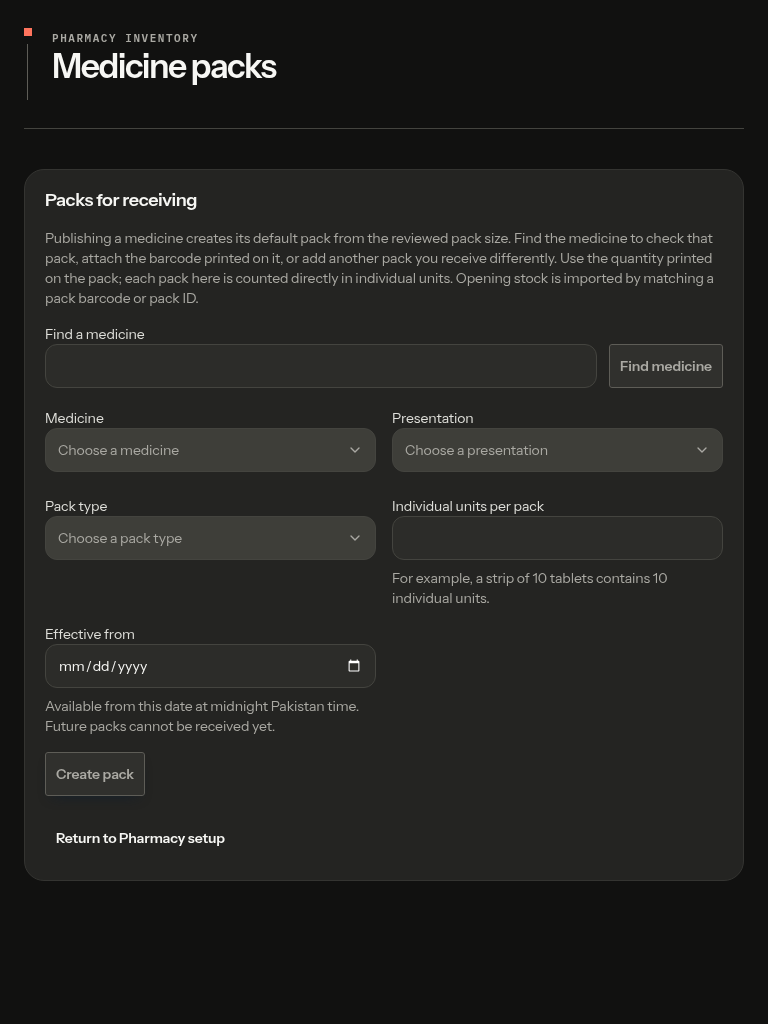 PHARMACY INVENTORY
Medicine packs
Packs for receiving
Publishing a medicine creates its default pack from the reviewed pack size. Find the medicine to check that
pack, attach the barcode printed on it, or add another pack you receive differently. Use the quantity printed
on the pack; each pack here is counted directly in individual units. Opening stock is imported by matching a
pack barcode or pack ID.
Find a medicine
Find medicine
Medicine
Presentation
Choose a medicine
Choose a presentation
Pack type
Individual units per pack
Choose a pack type
For example, a strip of 10 tablets contains 10
individual units.
Effective from
mm/dd/yyyy
Available from this date at midnight Pakistan time.
Future packs cannot be received yet.
Create pack
Return to Pharmacy setup